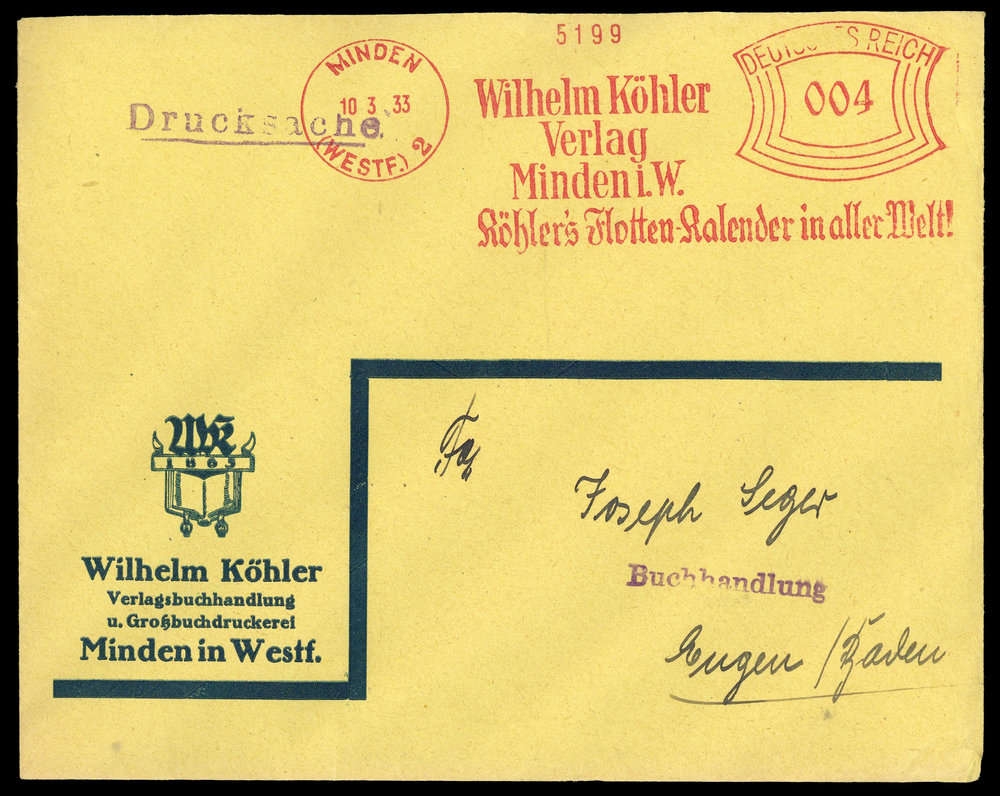 5199
MINDEN
10 3 33
(WESTF.) 2
DEUTSCHES REICH
004
Drucksache.
Wilhelm Köhler
Verlag
Minden i. W.
Köhler's Flotten-Kalender in aller Welt!
WK
Wilhelm Köhler
Verlagsbuchhandlung
u. Großbuchdruckerei
Minden in Westf.
Fa.
Joseph Seger
Buchhandlung
Engen / Baden